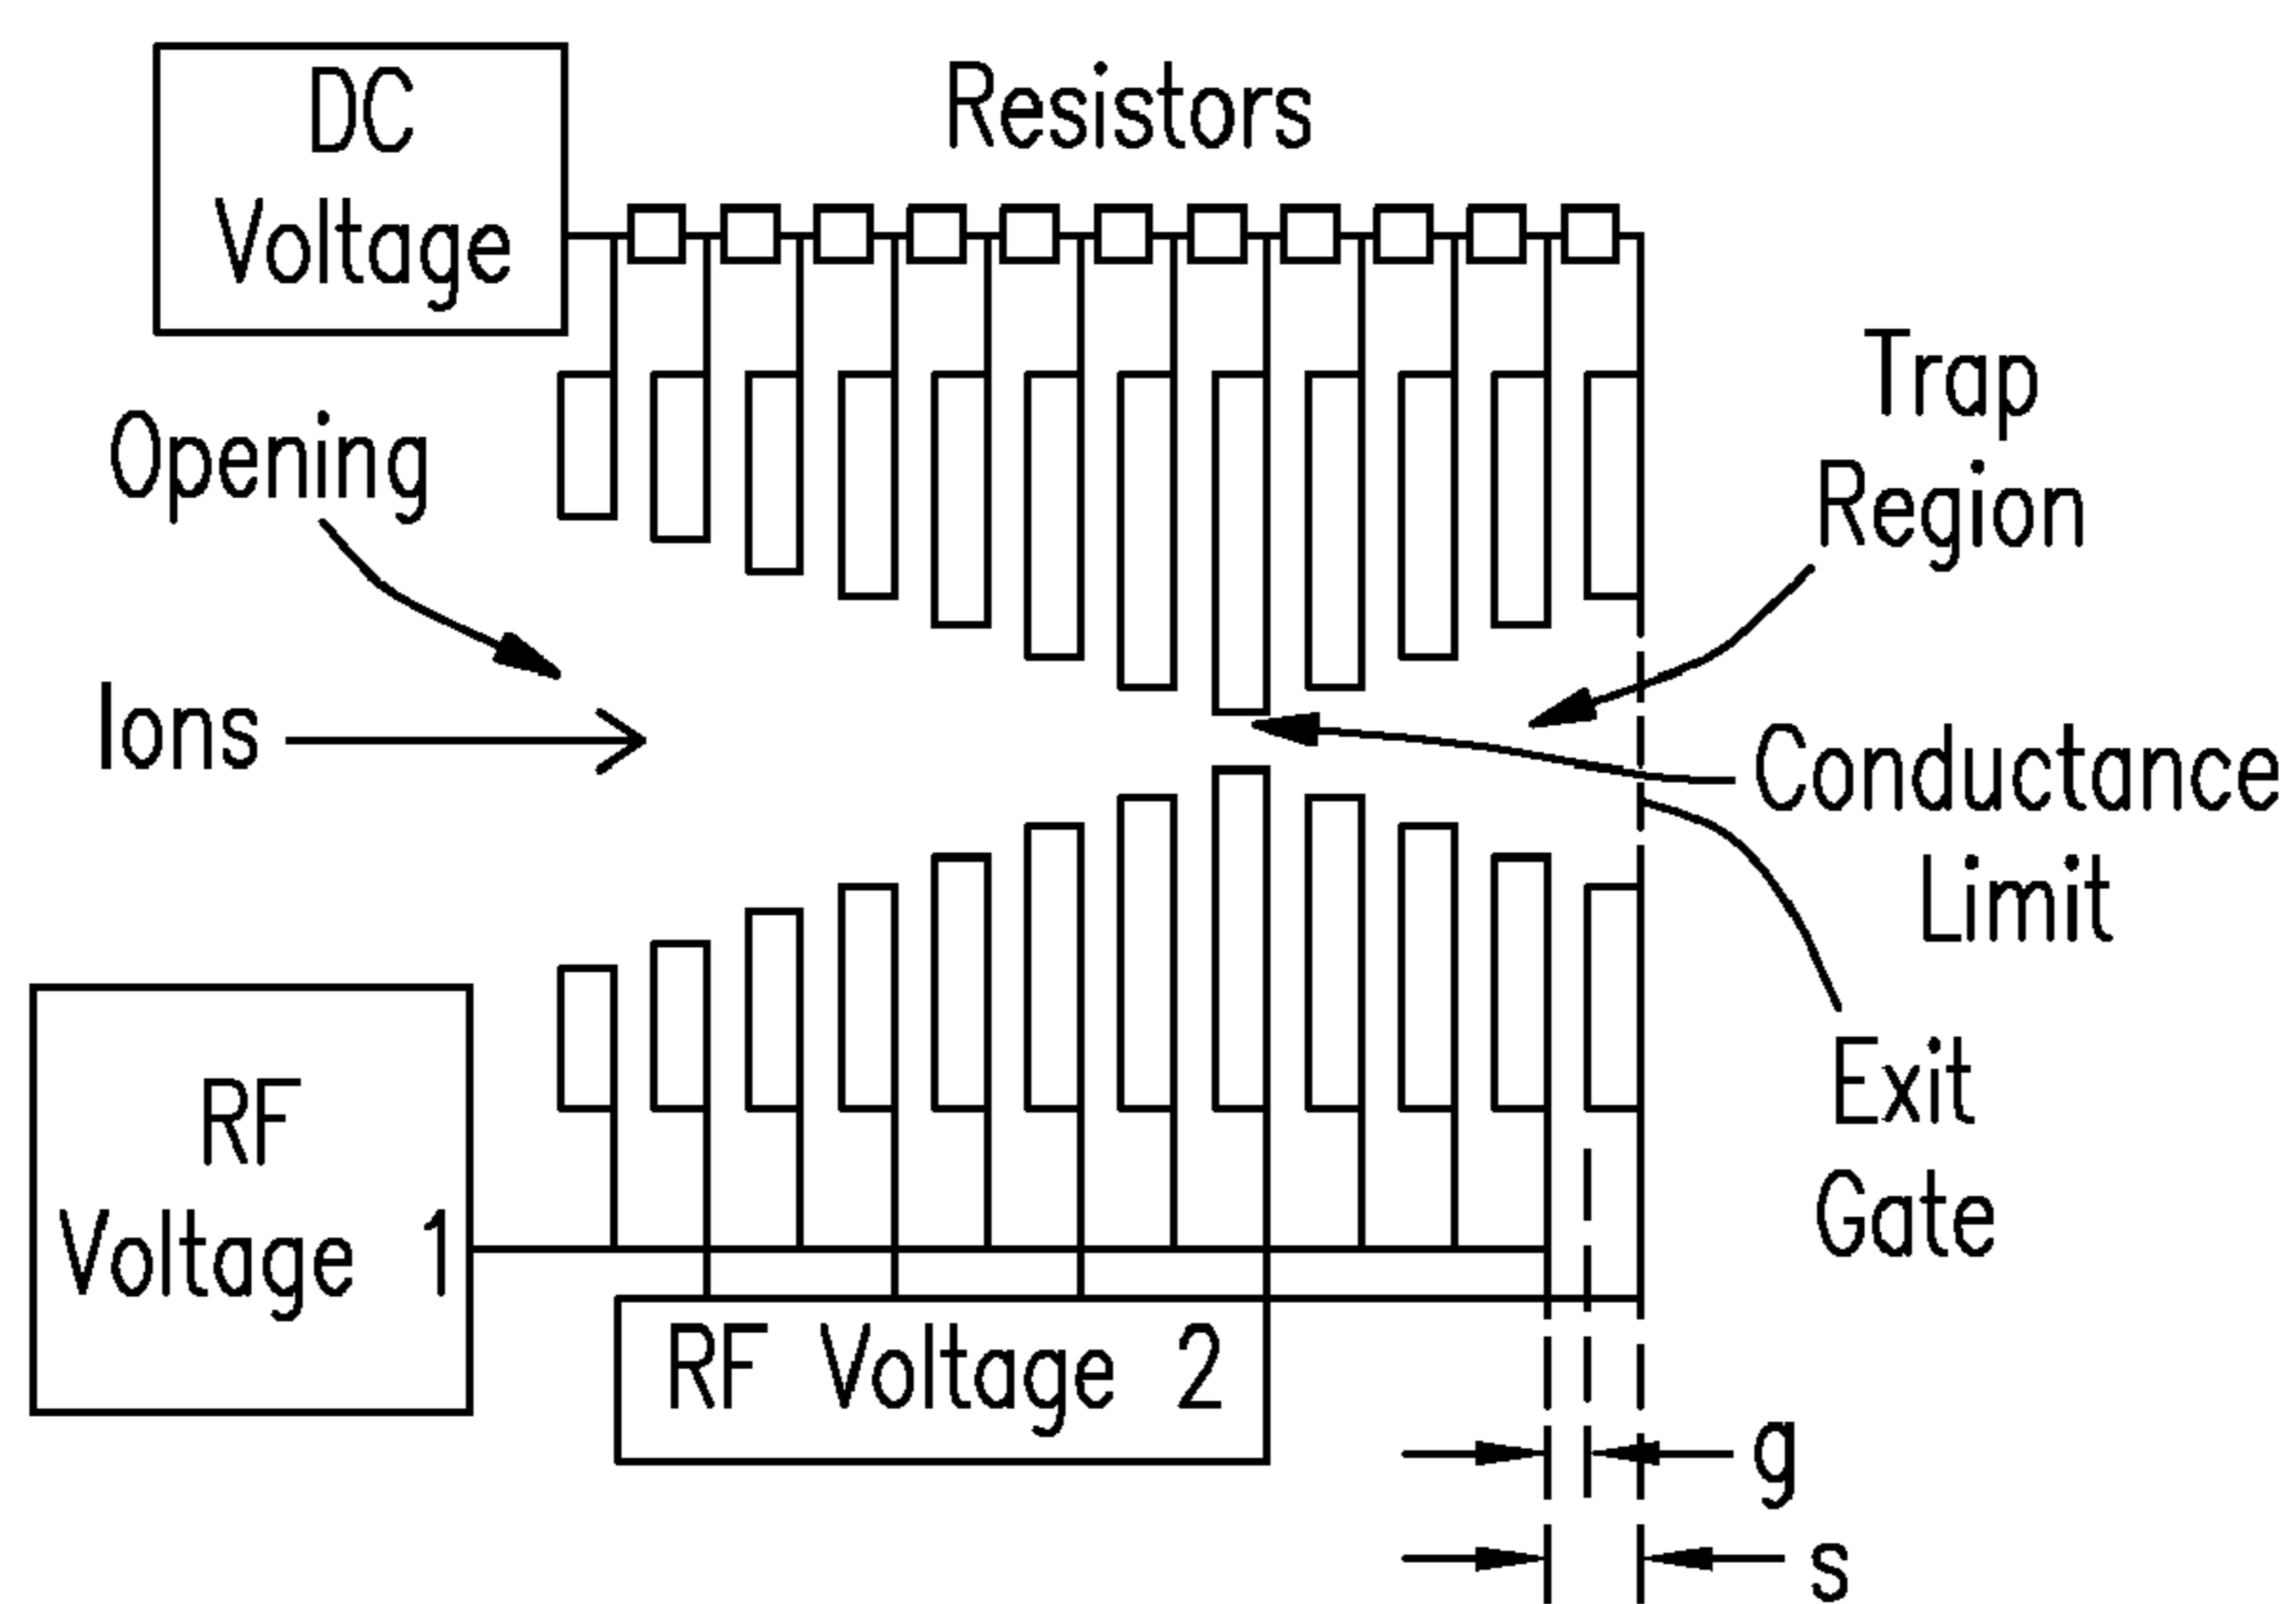 DC
Voltage
Resistors
Opening
Trap
Region
Ions
Conductance
Limit
Exit
Gate
RF
Voltage 1
RF Voltage 2
g
s